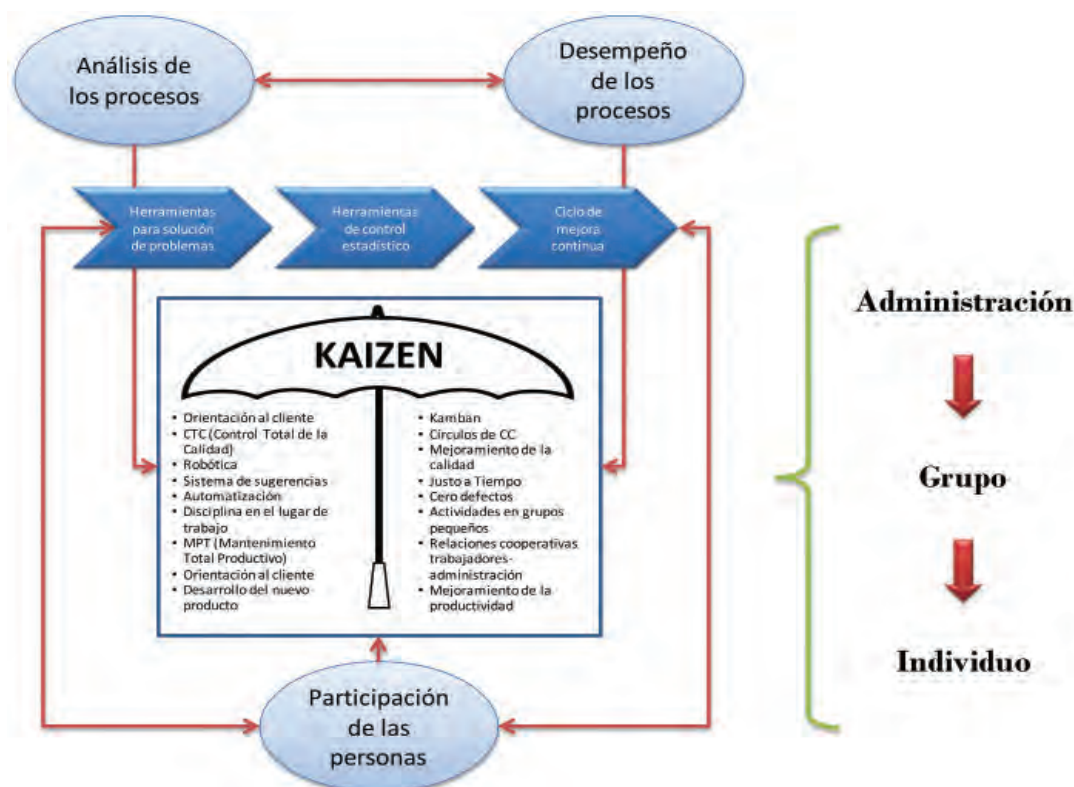 Análisis de
los procesos
Desempeño
de los
procesos
Herramientas
para solución
de problemas
Herramientas
de control
estadístico
Ciclo de
mejora
continua
KAIZEN
• Orientación al cliente
• CTC (Control Total de la
Calidad)
• Robótica
• Sistema de sugerencias
• Automatización
• Disciplina en el lugar de
trabajo
• MPT (Mantenimiento
Total Productivo)
• Orientación al cliente
• Desarrollo del nuevo
producto
• Kamban
• Círculos de CC
• Mejoramiento de la
calidad
• Justo a Tiempo
• Cero defectos
• Actividades en grupos
pequeños
• Relaciones cooperativas
trabajadores-
administración
• Mejoramiento de la
productividad
Participación
de las
personas
Administración
Grupo
Individuo